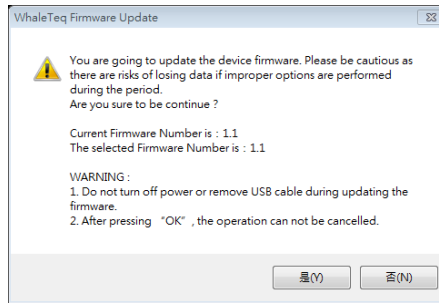 WhaleTeq Firmware Update
You are going to update the device firmware. Please be cautious as
there are risks of losing data if improper options are performed
during the period.
Are you sure to be continue ?
Current Firmware Number is : 1.1
The selected Firmware Number is : 1.1
WARNING :
1. Do not turn off power or remove USB cable during updating the
firmware.
2. After pressing “OK”, the operation can not be cancelled.
是(Y)
否(N)